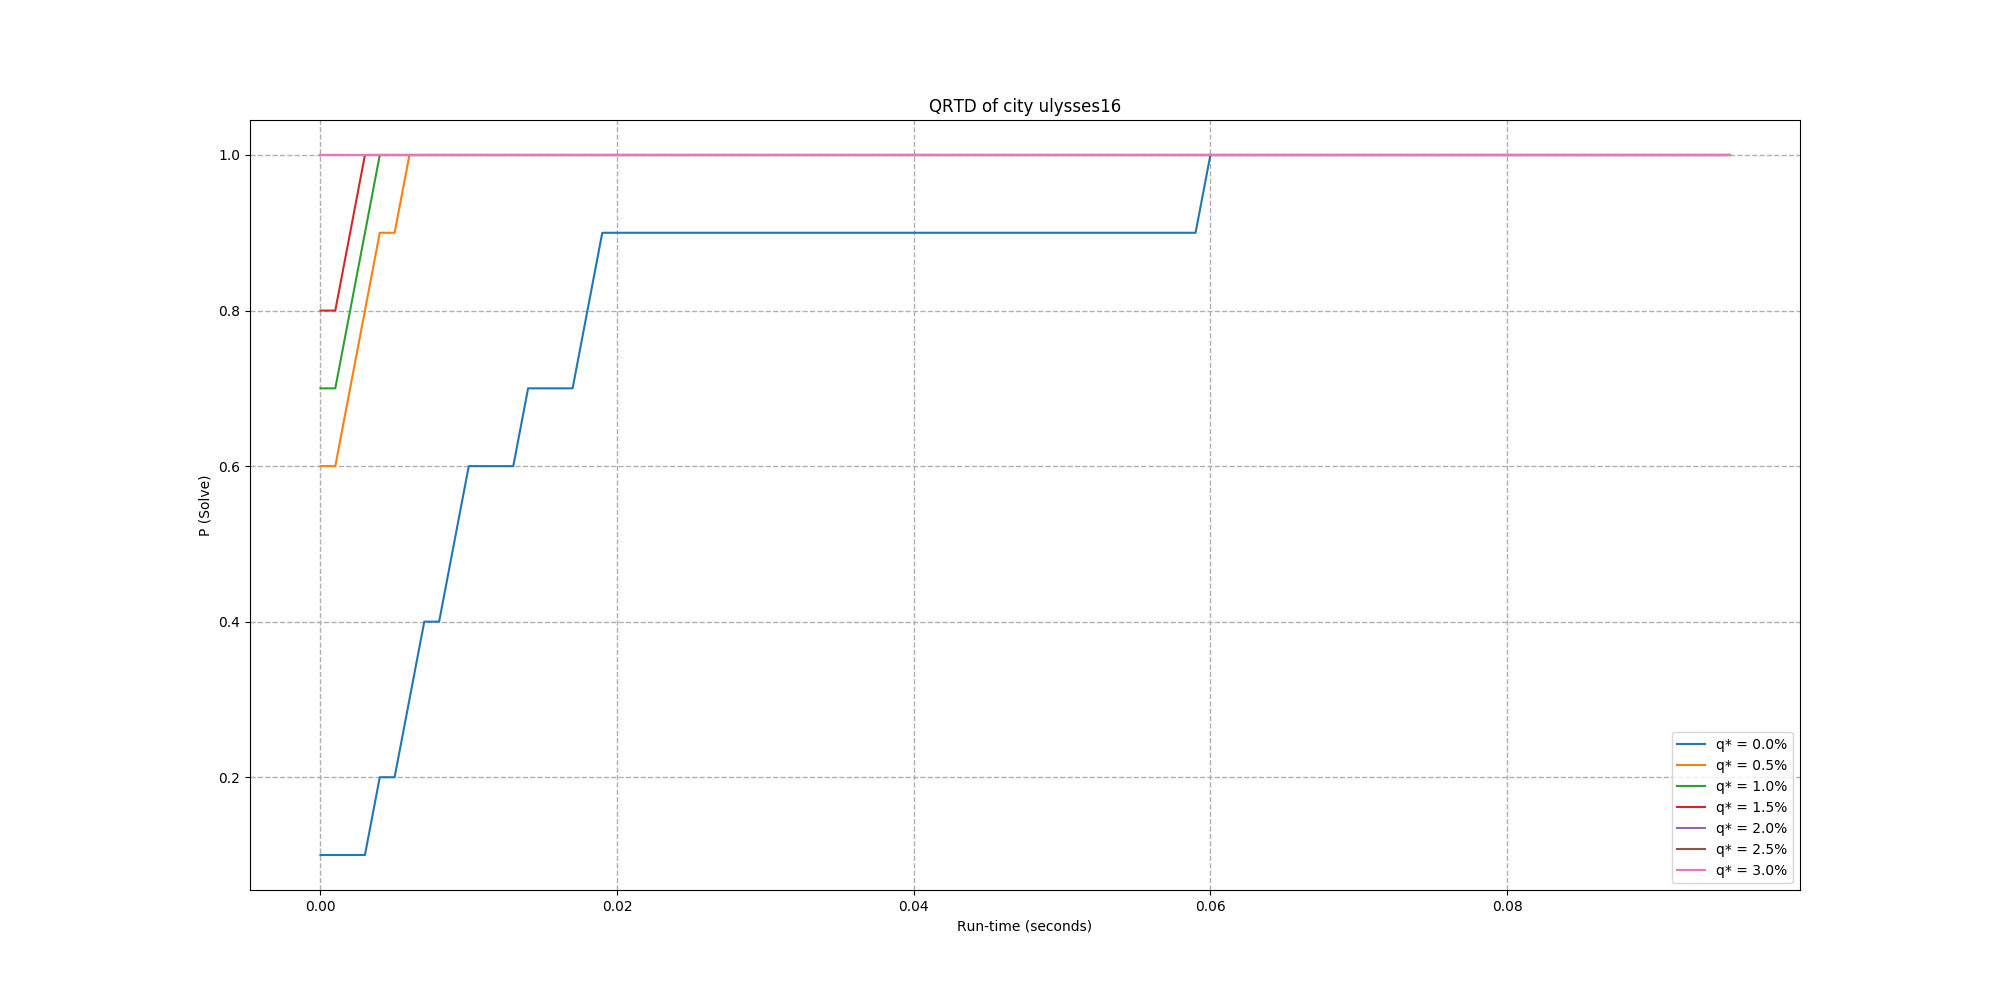 QRTD of city ulysses16
1.0
0.8
0.6
0.4
0.2
P (Solve)
0.00 0.02 0.04 0.06 0.08
Run-time (seconds)
q* = 0.0%
q* = 0.5%
q* = 1.0%
q* = 1.5%
q* = 2.0%
q* = 2.5%
q* = 3.0%